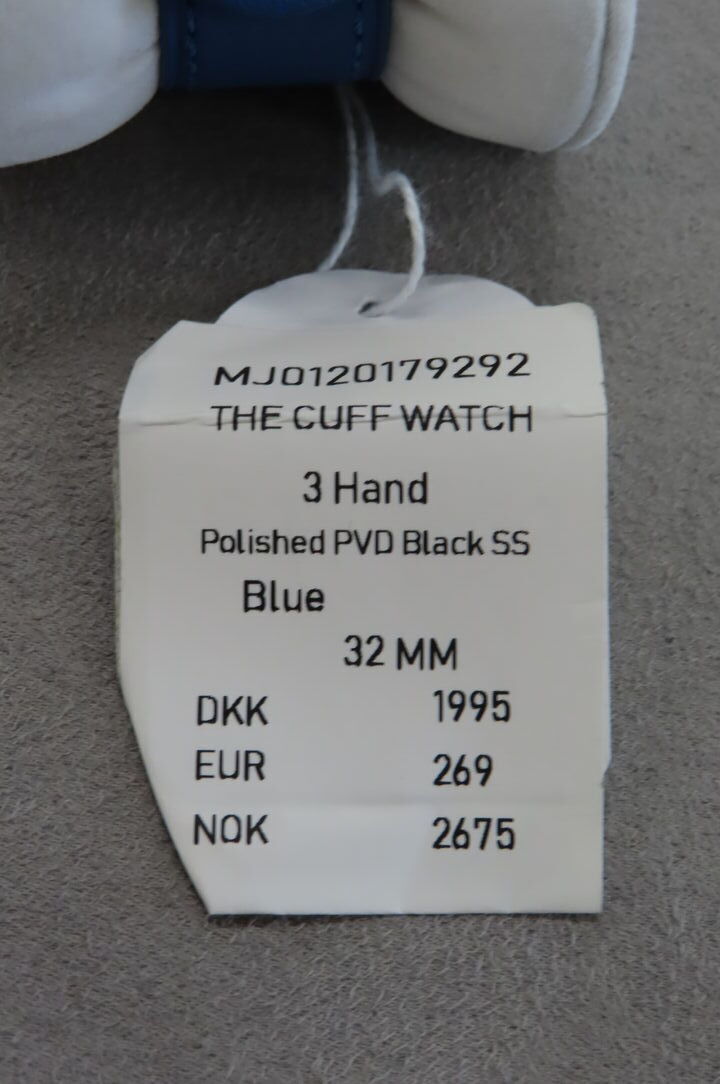 MJ0120179292
THE CUFF WATCH
3 Hand
Polished PVD Black SS
Blue
32 MM
DKK 1995
EUR 269
NOK 2675